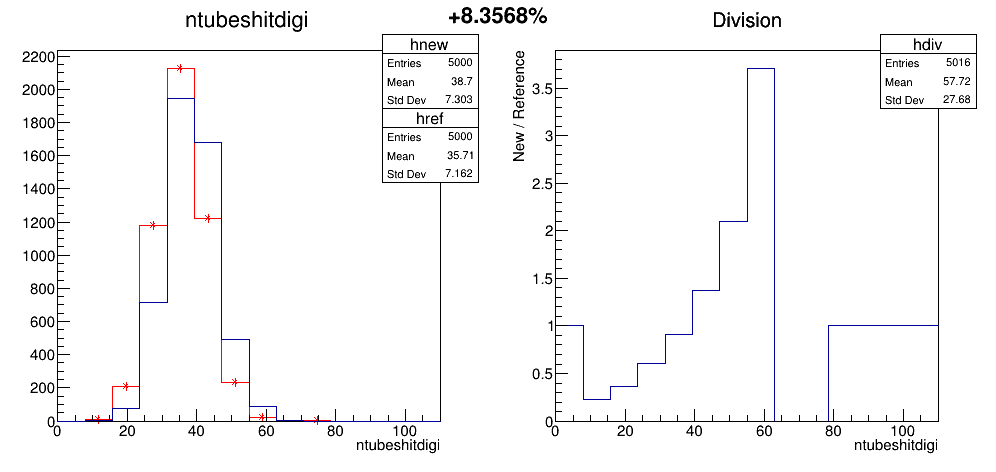 +8.3568%
ntubeshitdigi
hnew
Entries 5000
Mean 38.7
Std Dev 7.303
href
Entries 5000
Mean 35.71
Std Dev 7.162
2200
2000
1800
1600
1400
1200
1000
800
600
400
200
0
0 20 40 60 80 100
ntubeshitdigi
Division
hdiv
Entries 5016
Mean 57.72
Std Dev 27.68
New / Reference
3.5
3
2.5
2
1.5
1
0.5
0
0 20 40 60 80 100
ntubeshitdigi